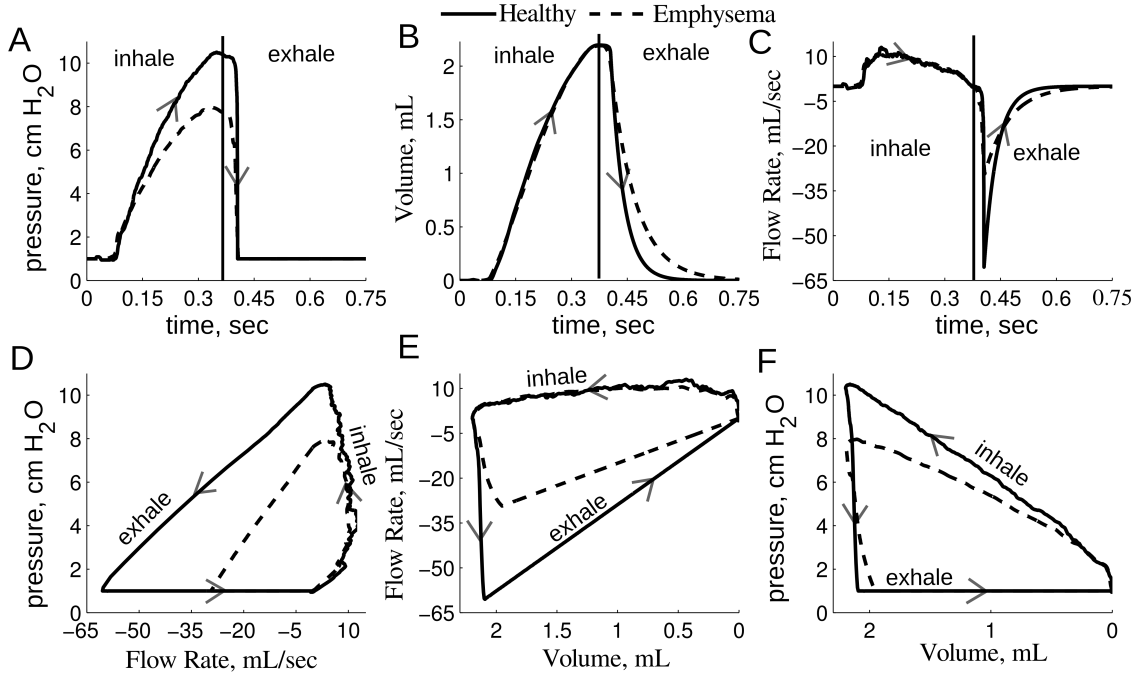 Healthy Emphysema
A
inhale
exhale
pressure, cm H2O
10
8
6
4
2
0
0 0.15 0.3 0.45 0.6 0.75
time, sec
B
inhale
exhale
Volume, mL
2
1.5
1
0.5
0
0 0.15 0.3 0.45 0.6 0.75
time, sec
C
inhale
exhale
Flow Rate, mL/sec
10
−5
−20
−35
−50
−65
0 0.15 0.3 0.45 0.6 0.75
time, sec
D
inhale
exhale
pressure, cm H2O
10
8
6
4
2
0
−65 −50 −35 −20 −5 10
Flow Rate, mL/sec
E
inhale
exhale
Flow Rate, mL/sec
10
−5
−20
−35
−50
−65
2 1.5 1 0.5 0
Volume, mL
F
inhale
exhale
pressure, cm H2O
10
8
6
4
2
0
2 1 0
Volume, mL